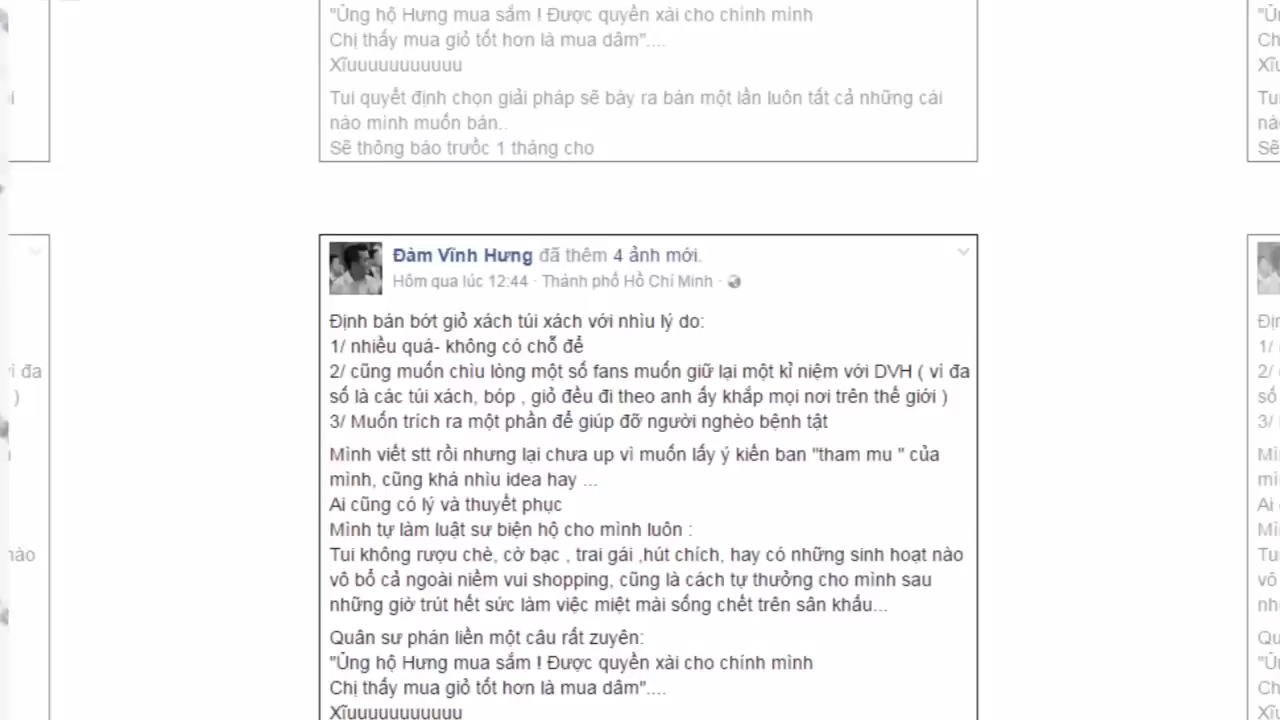 "Ủng hộ Hưng mua sắm ! Được quyền xài cho chính mình
Chị thấy mua giỏ tốt hơn là mua dâm"....
Xĩuuuuuuuuuuu
Tui quyết định chọn giải pháp sẽ bày ra bán một lần luôn tất cả những cái
nào mình muốn bán..
Sẽ thông báo trước 1 tháng cho
Đàm Vĩnh Hưng đã thêm 4 ảnh mới.
Hôm qua lúc 12:44 · Thành phố Hồ Chí Minh ·
Định bán bớt giỏ xách túi xách với nhìu lý do:
1/ nhiều quá- không có chỗ để
2/ cũng muốn chìu lòng một số fans muốn giữ lại một kỉ niệm với DVH ( vì đa
số là các túi xách, bóp , giỏ đều đi theo anh ấy khắp mọi nơi trên thế giới )
3/ Muốn trích ra một phần để giúp đỡ người nghèo bệnh tật
Mình viết stt rồi nhưng lại chưa up vì muốn lấy ý kiến ban "tham mu " của
mình, cũng khá nhìu idea hay ...
Ai cũng có lý và thuyết phục
Mình tự làm luật sư biện hộ cho mình luôn :
Tui không rượu chè, cờ bạc , trai gái ,hút chích, hay có những sinh hoạt nào
vô bổ cả ngoài niềm vui shopping, cũng là cách tự thưởng cho mình sau
những giờ trút hết sức làm việc miệt mài sống chết trên sân khấu...
Quân sư phán liền một câu rất zuyên:
"Ủng hộ Hưng mua sắm ! Được quyền xài cho chính mình
Chị thấy mua giỏ tốt hơn là mua dâm"....
Xĩuuuuuuuuuuu